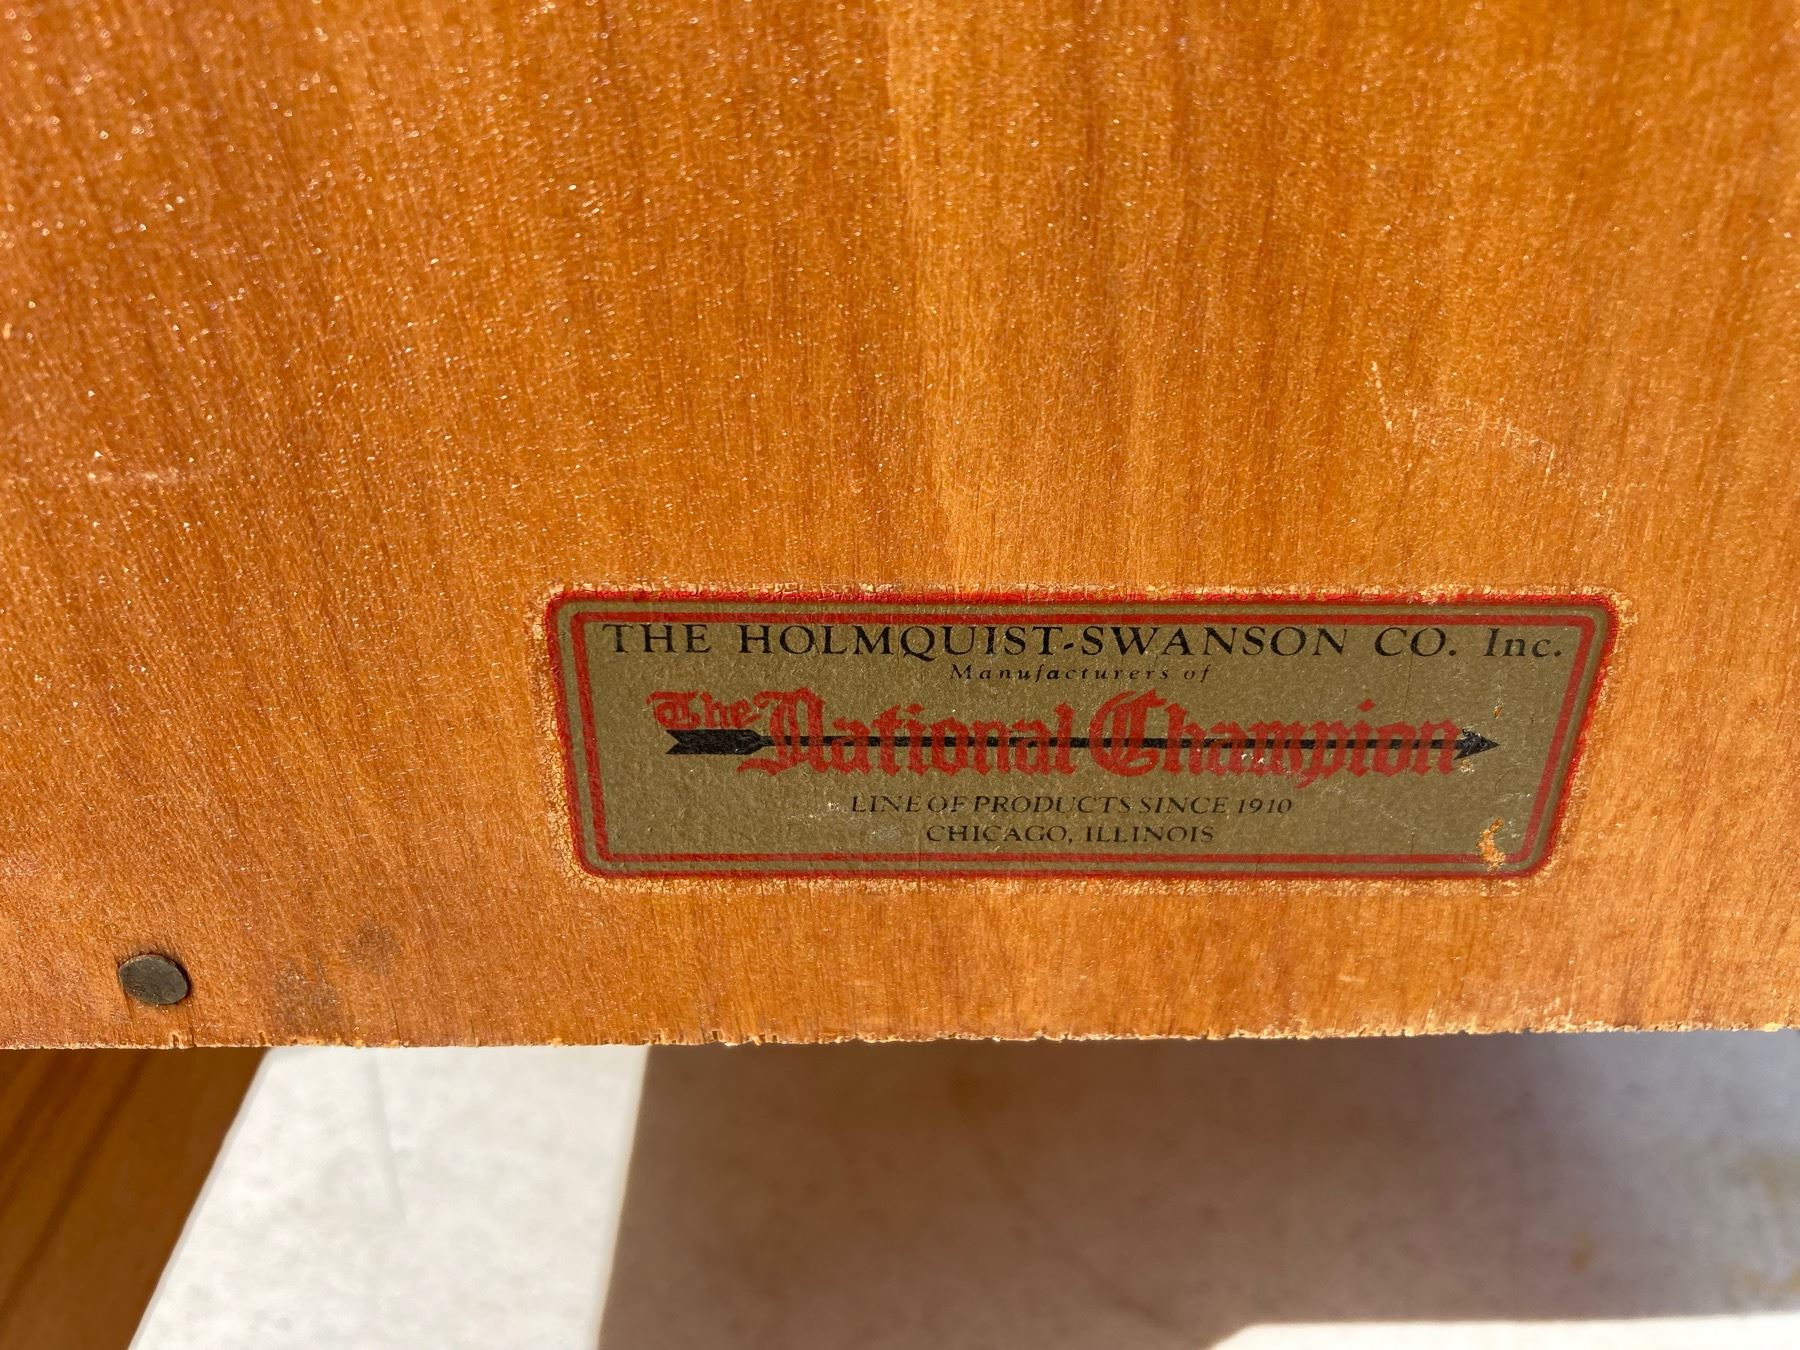 THE HOLMQUIST-SWANSON CO. Inc.
Manufacturers of
The National Champion
LINE OF PRODUCTS SINCE 1910
CHICAGO, ILLINOIS